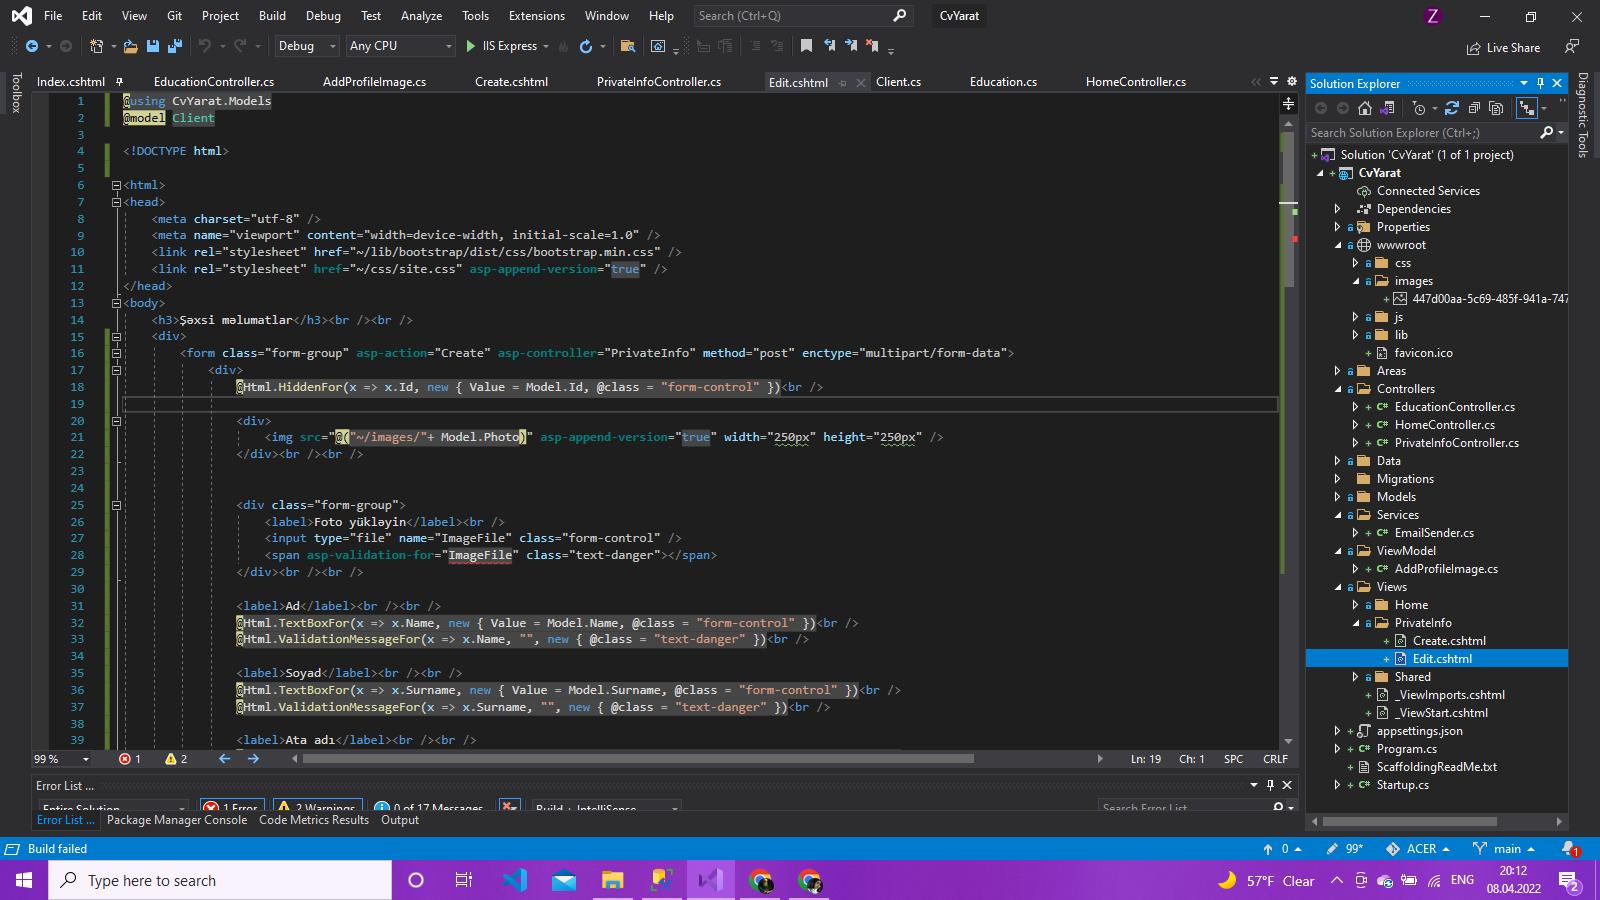 File Edit View Git Project Build Debug Test Analyze Tools Extensions Window Help Search (Ctrl+Q) CvYarat Z
Debug Any CPU IIS Express Live Share
Index.cshtml EducationController.cs AddProfileImage.cs Create.cshtml PrivateInfoController.cs Edit.cshtml Client.cs Education.cs HomeController.cs
Toolbox
1 @using CvYarat.Models
2 @model Client
3
4 <!DOCTYPE html>
5
6 <html>
7 <head>
8 <meta charset="utf-8" />
9 <meta name="viewport" content="width=device-width, initial-scale=1.0" />
10 <link rel="stylesheet" href="~/lib/bootstrap/dist/css/bootstrap.min.css" />
11 <link rel="stylesheet" href="~/css/site.css" asp-append-version="true" />
12 </head>
13 <body>
14 <h3>Şəxsi məlumatlar</h3><br /><br />
15 <div>
16 <form class="form-group" asp-action="Create" asp-controller="PrivateInfo" method="post" enctype="multipart/form-data">
17 <div>
18 @Html.HiddenFor(x => x.Id, new { Value = Model.Id, @class = "form-control" })<br />
19
20 <div>
21 <img src="@("~/images/"+ Model.Photo)" asp-append-version="true" width="250px" height="250px" />
22 </div><br /><br />
23
24
25 <div class="form-group">
26 <label>Foto yükləyin</label><br />
27 <input type="file" name="ImageFile" class="form-control" />
28 <span asp-validation-for="ImageFile" class="text-danger"></span>
29 </div><br /><br />
30
31 <label>Ad</label><br /><br />
32 @Html.TextBoxFor(x => x.Name, new { Value = Model.Name, @class = "form-control" })<br />
33 @Html.ValidationMessageFor(x => x.Name, "", new { @class = "text-danger" })<br />
34
35 <label>Soyad</label><br /><br />
36 @Html.TextBoxFor(x => x.Surname, new { Value = Model.Surname, @class = "form-control" })<br />
37 @Html.ValidationMessageFor(x => x.Surname, "", new { @class = "text-danger" })<br />
38
39 <label>Ata adı</label><br /><br />
99 % 1 2 Ln: 19 Ch: 1 SPC CRLF
Error List ...
Entire Solution 1 Error 2 Warnings 0 of 17 Messages Build + IntelliSense Search Error List
Error List ... Package Manager Console Code Metrics Results Output
Solution Explorer
Search Solution Explorer (Ctrl+;)
Solution 'CvYarat' (1 of 1 project)
CvYarat
Connected Services
Dependencies
Properties
wwwroot
css
images
447d00aa-5c69-485f-941a-747
js
lib
favicon.ico
Areas
Controllers
EducationController.cs
HomeController.cs
PrivateInfoController.cs
Data
Migrations
Models
Services
EmailSender.cs
ViewModel
AddProfileImage.cs
Views
Home
PrivateInfo
Create.cshtml
Edit.cshtml
Shared
_ViewImports.cshtml
_ViewStart.cshtml
appsettings.json
Program.cs
ScaffoldingReadMe.txt
Startup.cs
Diagnostic Tools
Build failed 0 99* ACER main 1
Type here to search 57°F Clear ENG 20:12
08.04.2022 2